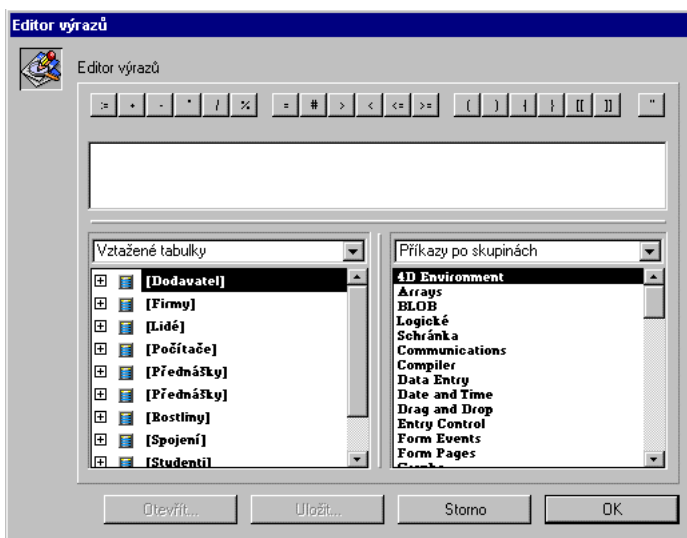 Editor výrazů
Editor výrazů
:= + - * / % = # > < <= >= ( ) { } [[ ]] "
Vztažené tabulky
[Dodavatel]
[Firmy]
[Lidé]
[Počítače]
[Přednášky]
[Přednášky]
[Rostliny]
[Spojení]
[Studenti]
Příkazy po skupinách
4D Environment
Arrays
BLOB
Logické
Schránka
Communications
Compiler
Data Entry
Date and Time
Drag and Drop
Entry Control
Form Events
Form Pages
Graphs
Otevřít...
Uložit...
Storno
OK